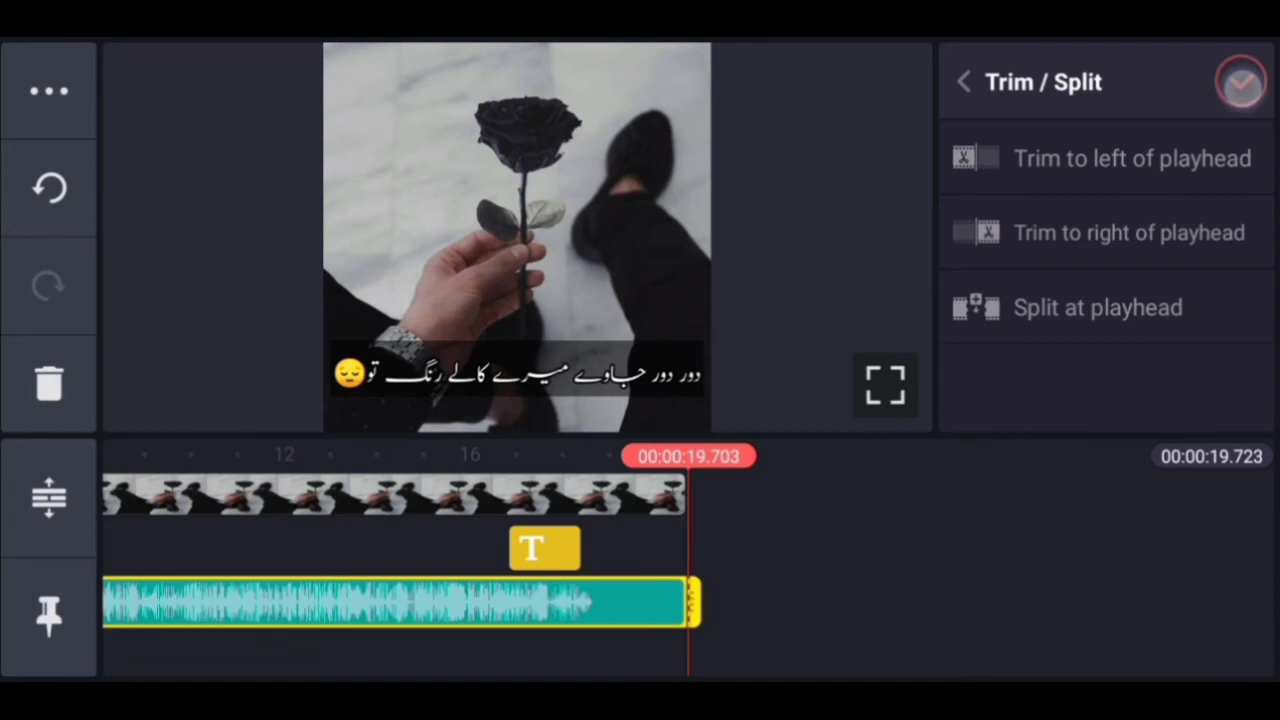 Trim / Split
Trim to left of playhead
Trim to right of playhead
Split at playhead
دور دور جاوے میرے کالے رنگ تو😔
12
16
00:00:19.703
00:00:19.723
T